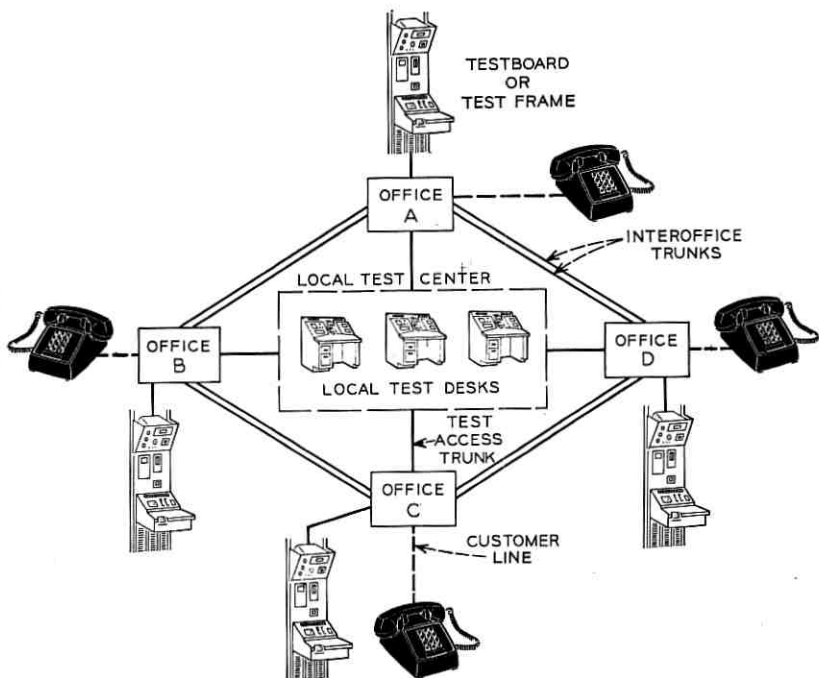 TESTBOARD
OR
TEST FRAME
OFFICE
A
INTEROFFICE
TRUNKS
LOCAL TEST CENTER
OFFICE
B
OFFICE
D
LOCAL TEST DESKS
TEST
ACCESS
TRUNK
OFFICE
C
CUSTOMER
LINE